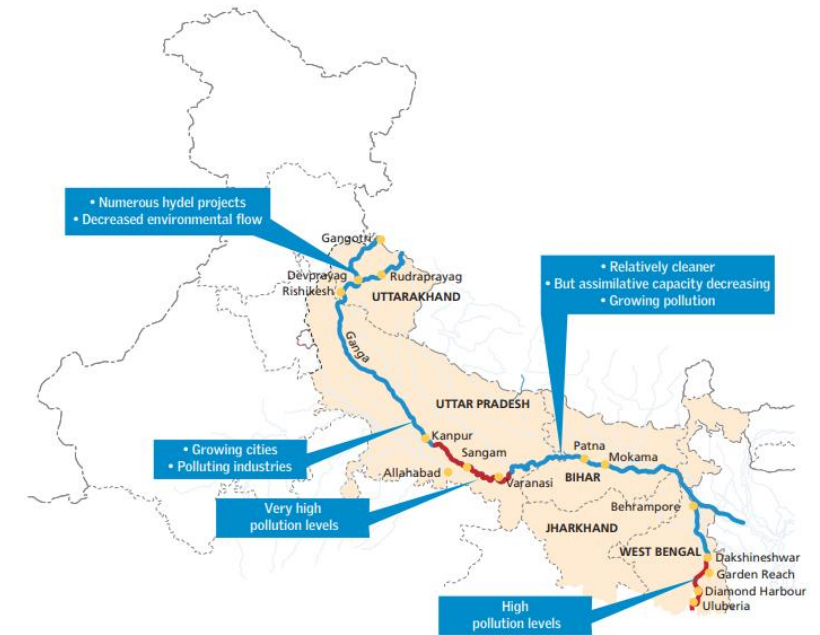 • Numerous hydel projects
• Decreased environmental flow
Gangotri
Devprayag
Rudraprayag
Rishikesh
UTTARAKHAND
• Relatively cleaner
• But assimilative capacity decreasing
• Growing pollution
Ganga
UTTAR PRADESH
• Growing cities
• Polluting industries
Kanpur
Sangam
Allahabad
Varanasi
Patna
Mokama
BIHAR
Very high
pollution levels
Behrampore
JHARKHAND
WEST BENGAL
Dakshineshwar
Garden Reach
Diamond Harbour
Uluberia
High
pollution levels